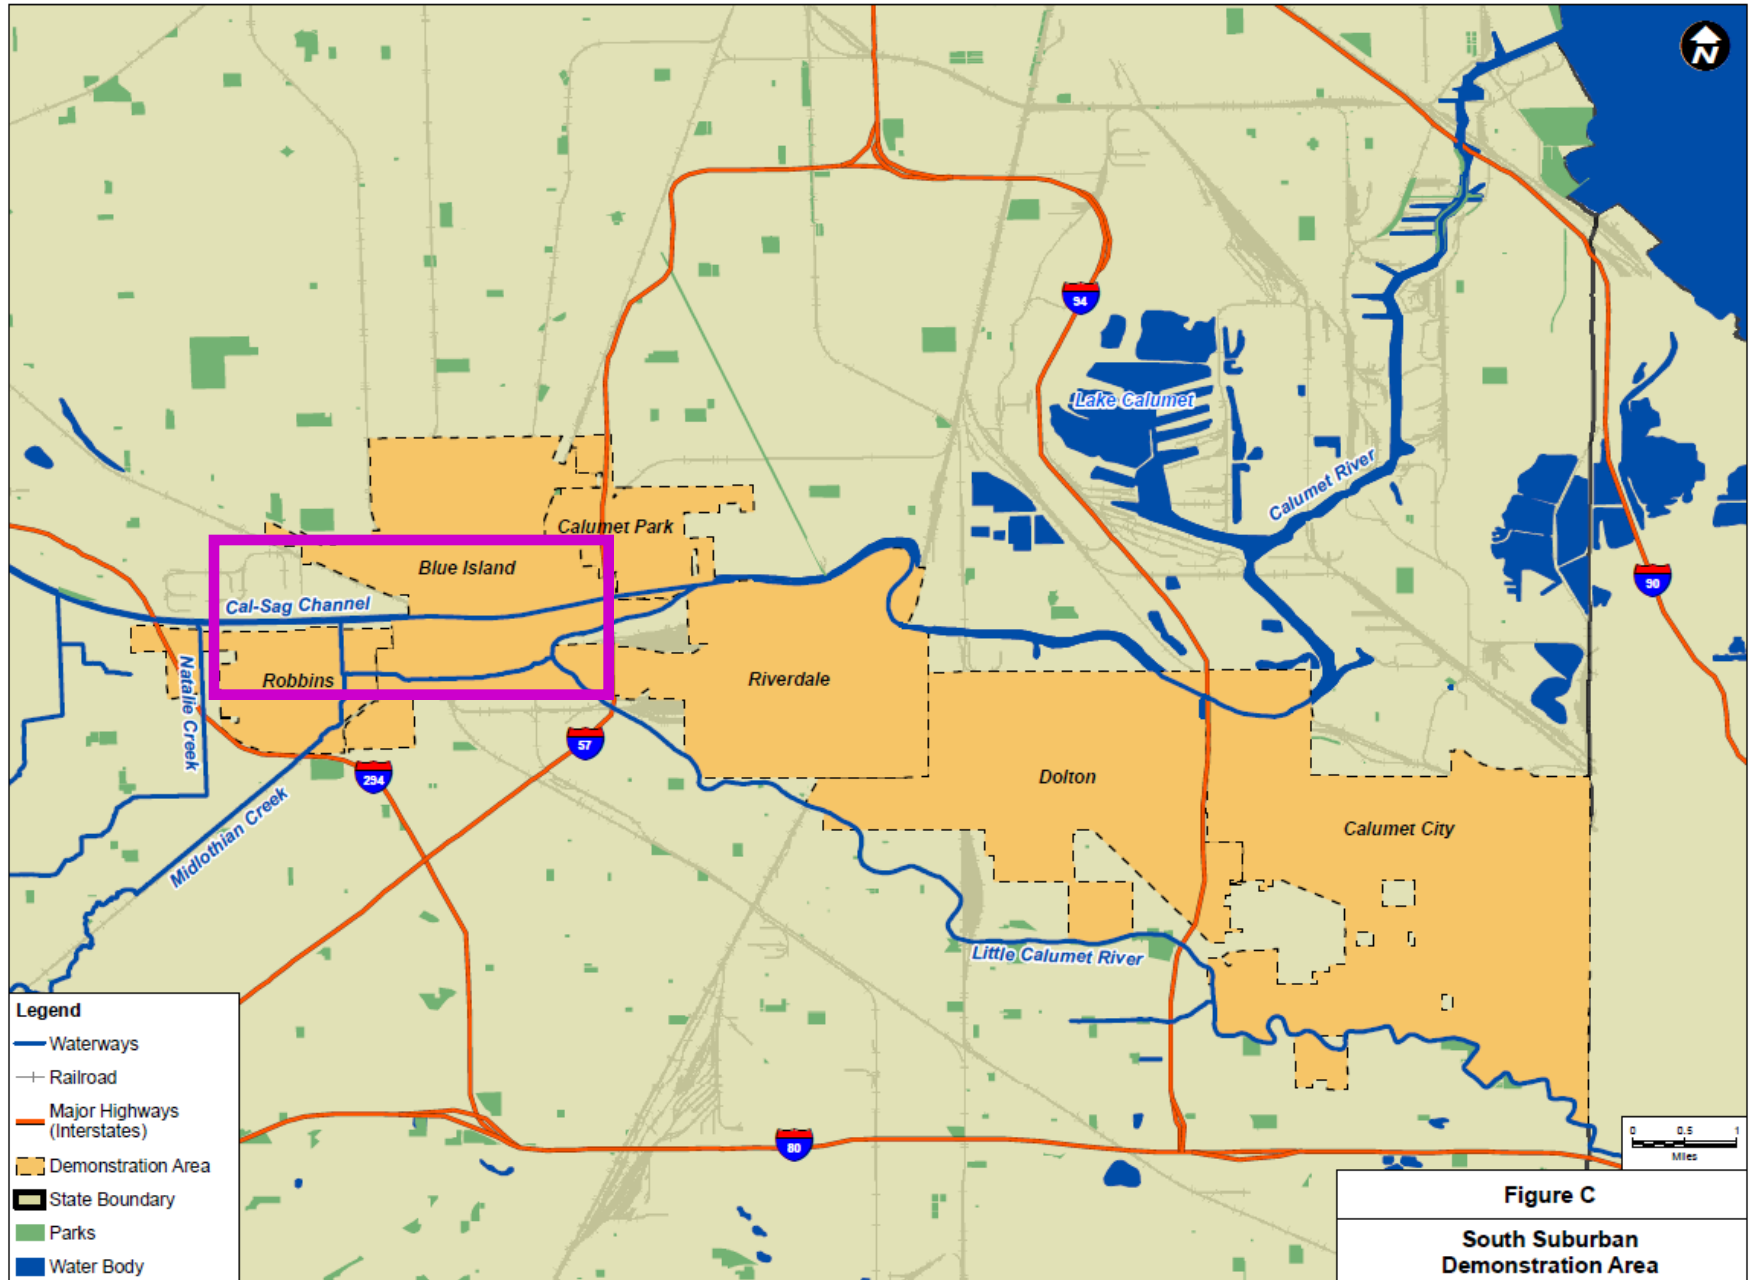 N
94
Lake Calumet
Calumet River
Calumet Park
Blue Island
Cal-Sag Channel
90
Natalie Creek
Robbins
Riverdale
57
294
Dolton
Midlothian Creek
Calumet City
Little Calumet River
80
Legend
Waterways
Railroad
Major Highways
(Interstates)
Demonstration Area
State Boundary
Parks
Water Body
0 0.5 1
Miles
Figure C
South Suburban
Demonstration Area